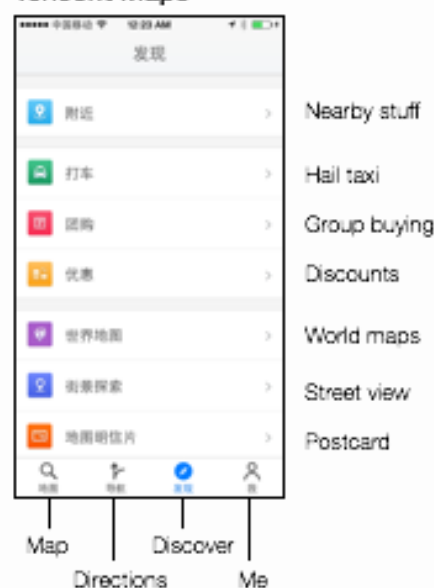 Tencent Maps
中国移动 12:23 AM
发现
附近
Nearby stuff
打车
Hail taxi
团购
Group buying
优惠
Discounts
世界地图
World maps
街景探索
Street view
地图明信片
Postcard
地图 导航 发现 我
Map Discover
Directions Me